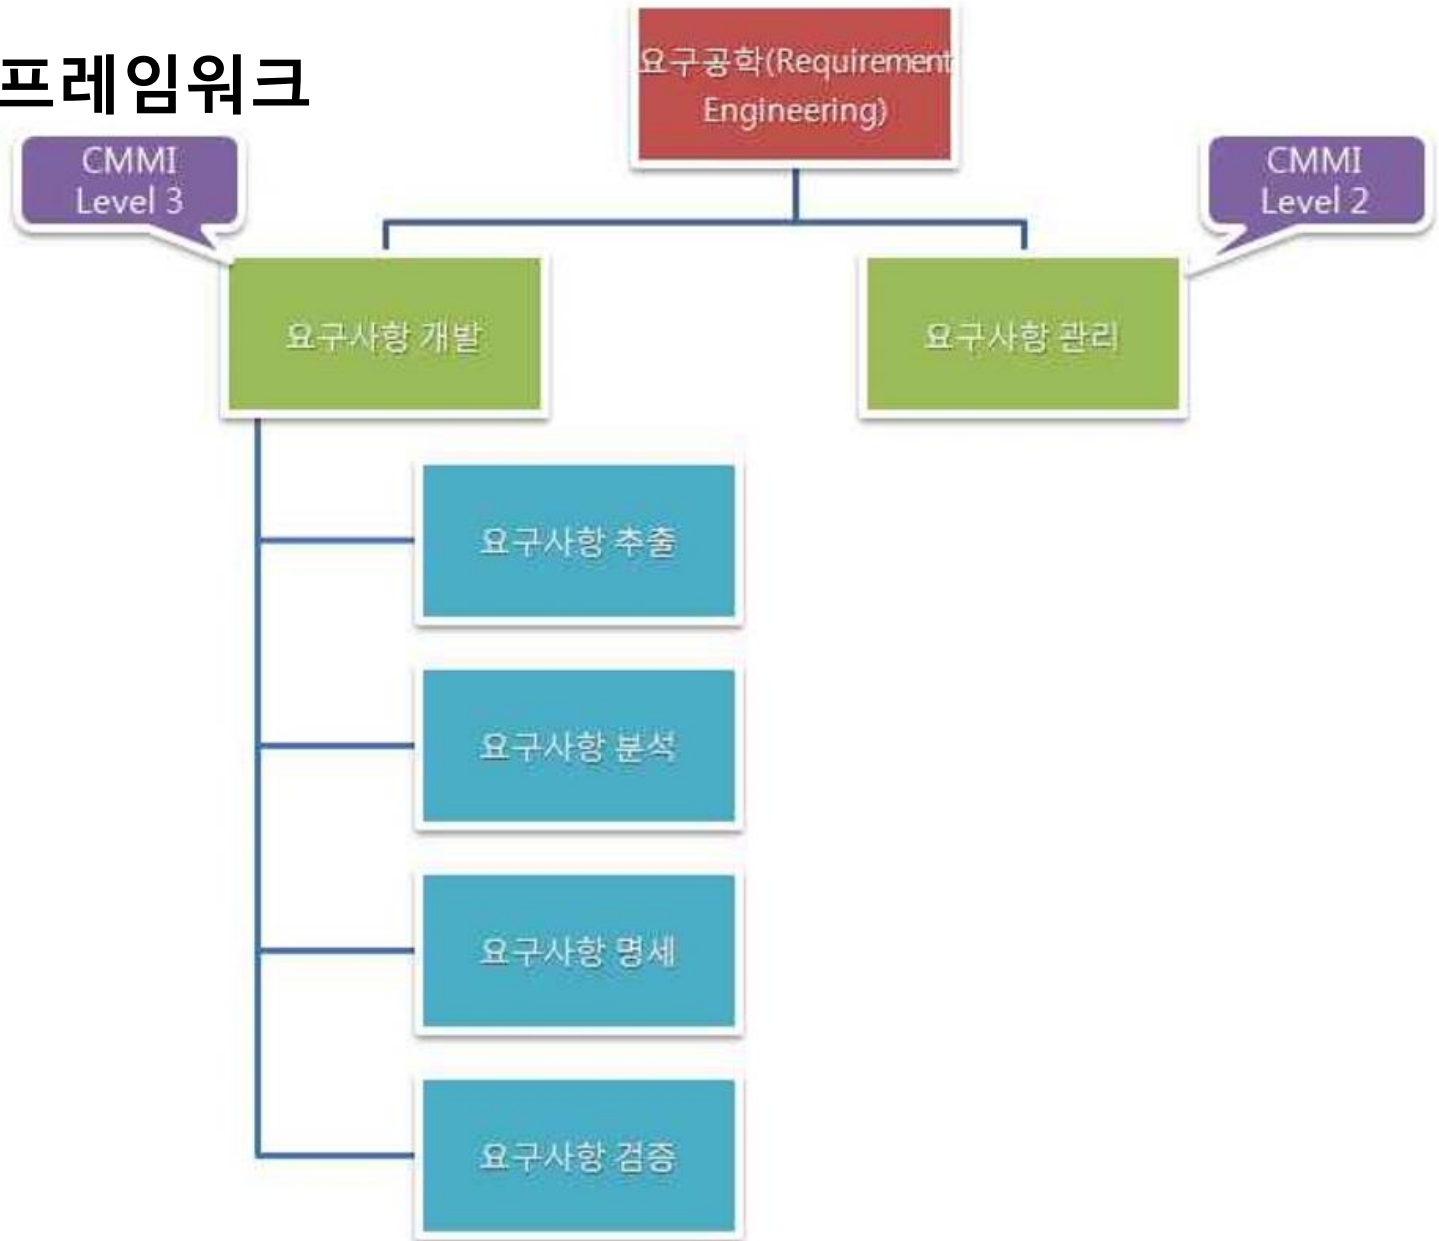 프레임워크
요구공학(Requirement
Engineering)
CMMI
Level 3
CMMI
Level 2
요구사항 개발
요구사항 관리
요구사항 추출
요구사항 분석
요구사항 명세
요구사항 검증